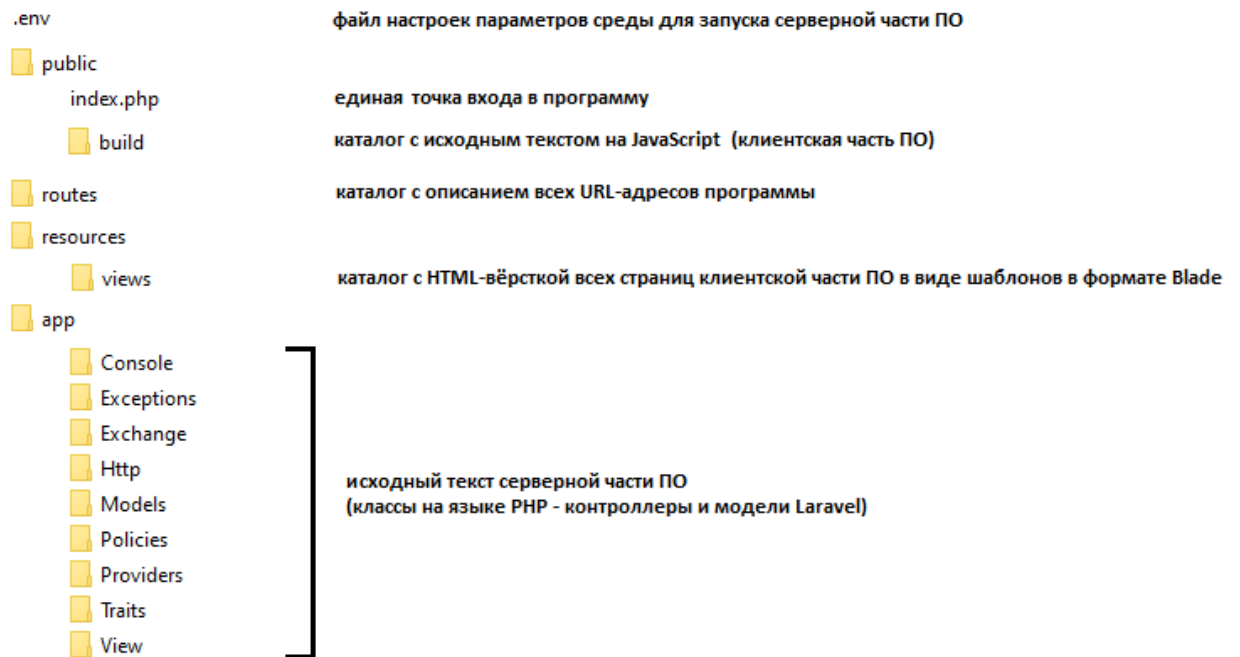 .env файл настроек параметров среды для запуска серверной части ПО
public
index.php единая точка входа в программу
build каталог с исходным текстом на JavaScript (клиентская часть ПО)
routes каталог с описанием всех URL-адресов программы
resources
views каталог с HTML-вёрсткой всех страниц клиентской части ПО в виде шаблонов в формате Blade
app
Console
Exceptions
Exchange
Http
Models
Policies
Providers
Traits
View
исходный текст серверной части ПО
(классы на языке PHP - контроллеры и модели Laravel)